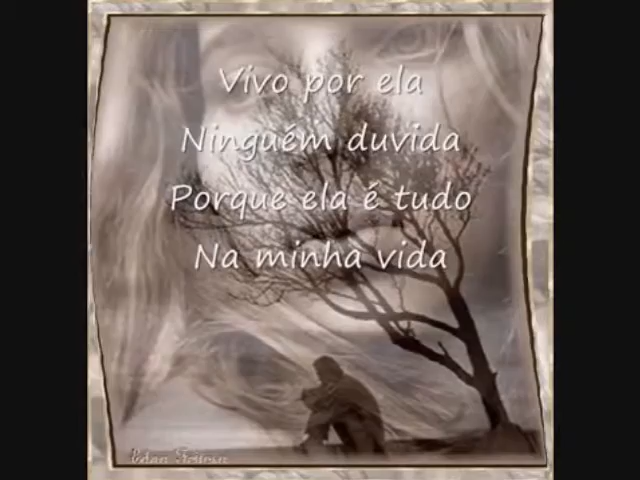 Vivo por ela
Ninguém duvida
Porque ela é tudo
Na minha vida